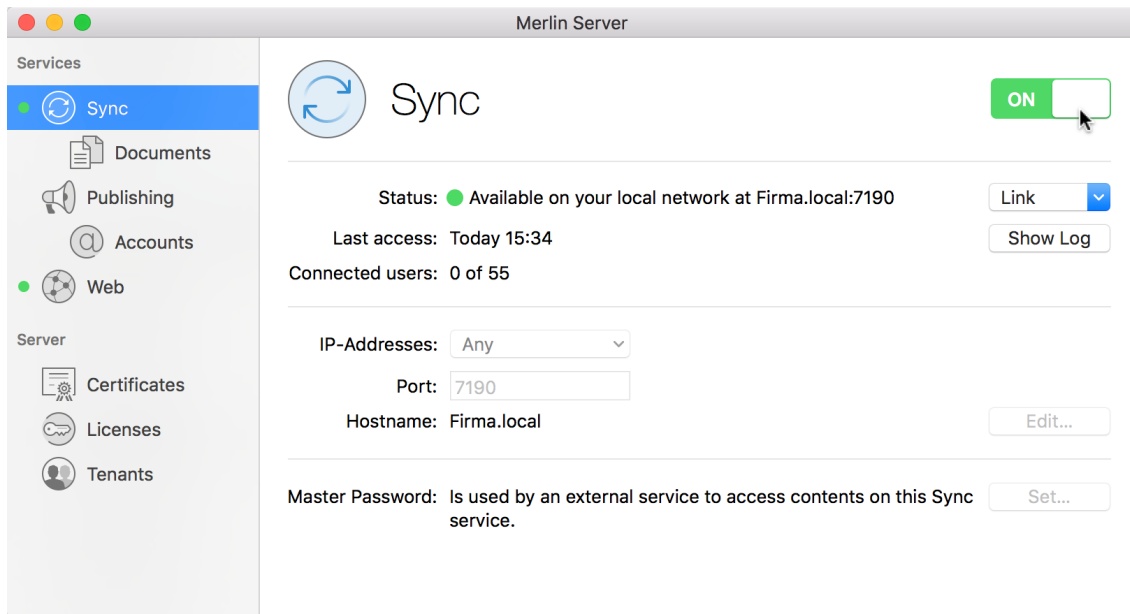 Merlin Server
Services
Sync
Documents
Publishing
Accounts
Web
Server
Certificates
Licenses
Tenants
Sync
ON
Status: Available on your local network at Firma.local:7190
Link
Last access: Today 15:34
Show Log
Connected users: 0 of 55
IP-Addresses: Any
Port: 7190
Hostname: Firma.local
Edit...
Master Password: Is used by an external service to access contents on this Sync
service.
Set...